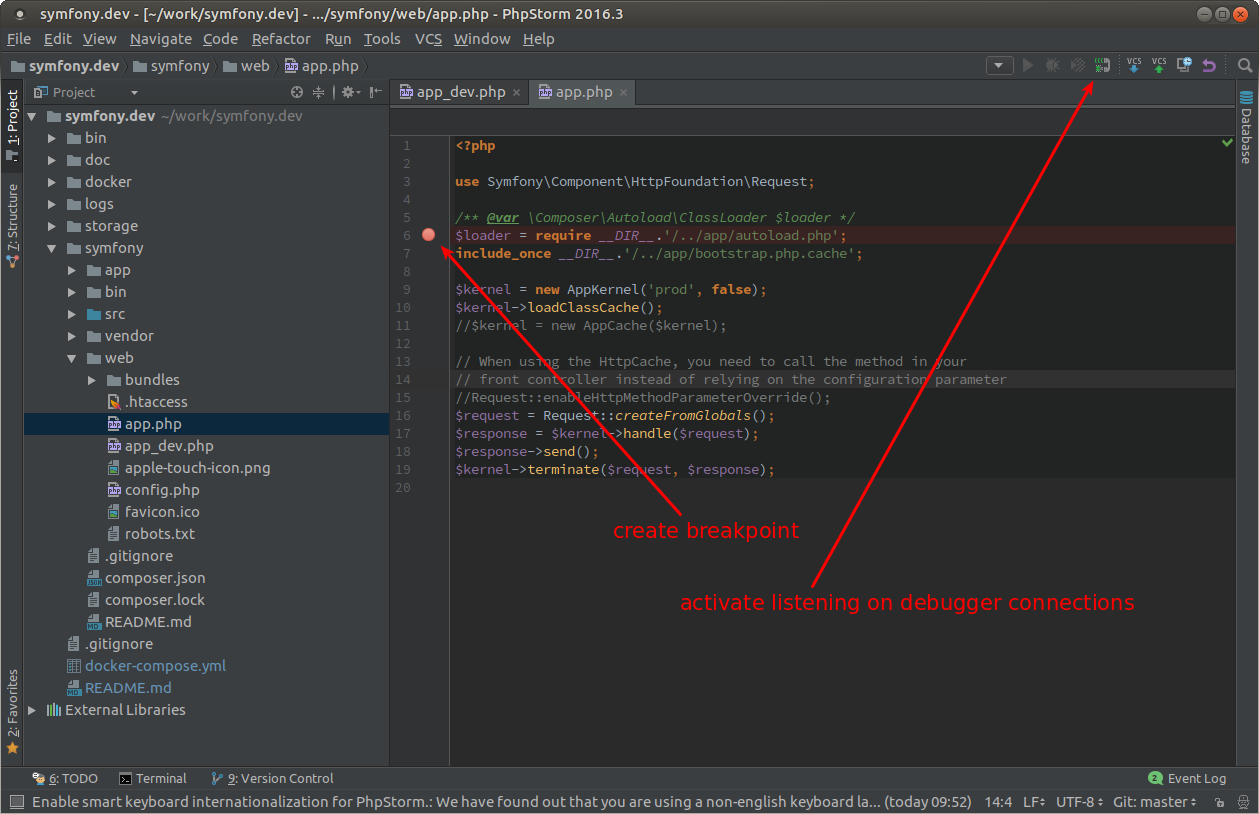 symfony.dev - [~/work/symfony.dev] - .../symfony/web/app.php - PhpStorm 2016.3
File Edit View Navigate Code Refactor Run Tools VCS Window Help
symfony.dev symfony web app.php
VCS VCS
1: Project
7: Structure
2: Favorites
Project
symfony.dev ~/work/symfony.dev
bin
doc
docker
logs
storage
symfony
app
bin
src
vendor
web
bundles
.htaccess
app.php
app_dev.php
apple-touch-icon.png
config.php
favicon.ico
robots.txt
.gitignore
composer.json
composer.lock
README.md
.gitignore
docker-compose.yml
README.md
External Libraries
app_dev.php × app.php ×
1 <?php
2
3 use Symfony\Component\HttpFoundation\Request;
4
5 /** @var \Composer\Autoload\ClassLoader $loader */
6 $loader = require __DIR__.'/../app/autoload.php';
7 include_once __DIR__.'/../app/bootstrap.php.cache';
8
9 $kernel = new AppKernel('prod', false);
10 $kernel->loadClassCache();
11 //$kernel = new AppCache($kernel);
12
13 // When using the HttpCache, you need to call the method in your
14 // front controller instead of relying on the configuration parameter
15 //Request::enableHttpMethodParameterOverride();
16 $request = Request::createFromGlobals();
17 $response = $kernel->handle($request);
18 $response->send();
19 $kernel->terminate($request, $response);
20
create breakpoint
activate listening on debugger connections
Database
6: TODO Terminal 9: Version Control 2 Event Log
Enable smart keyboard internationalization for PhpStorm.: We have found out that you are using a non-english keyboard la... (today 09:52) 14:4 LF UTF-8 Git: master